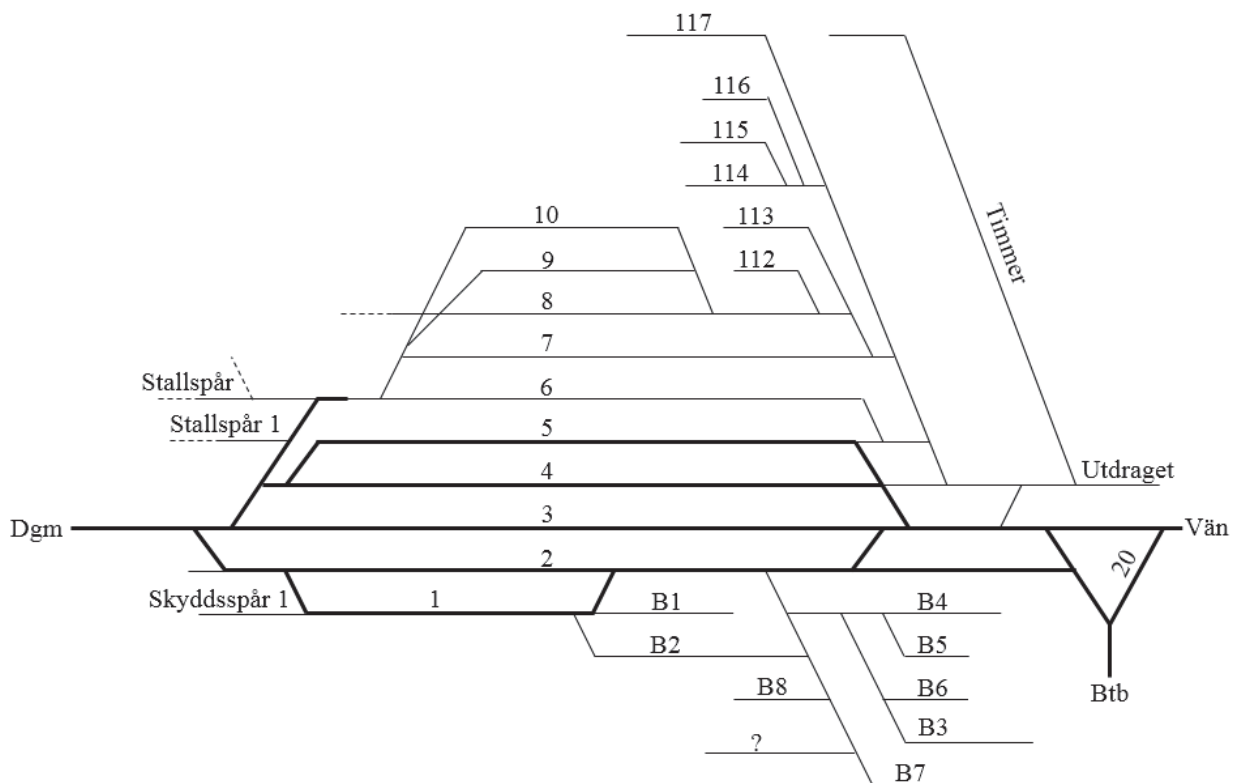 117
116
115
114
10
113
Timmer
9
112
8
7
Stallspår
6
Stallspår 1
5
4
Utdraget
Dgm
3
Vän
2
20
Skyddsspår 1
1
B1
B4
B2
B5
B8
B6
Btb
?
B3
B7